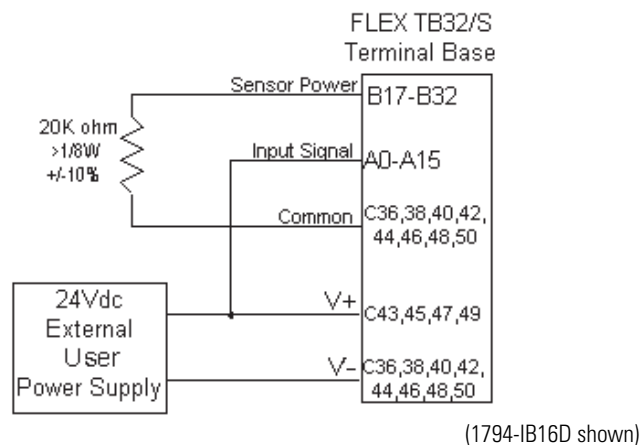 FLEX TB32/S
Terminal Base
Sensor Power
B17-B32
20K ohm
>1/8W
+/-10%
Input Signal
A0-A15
Common
C36,38,40,42,
44,46,48,50
24Vdc
External
User
Power Supply
V+
C43,45,47,49
V-
C36,38,40,42,
44,46,48,50
(1794-IB16D shown)